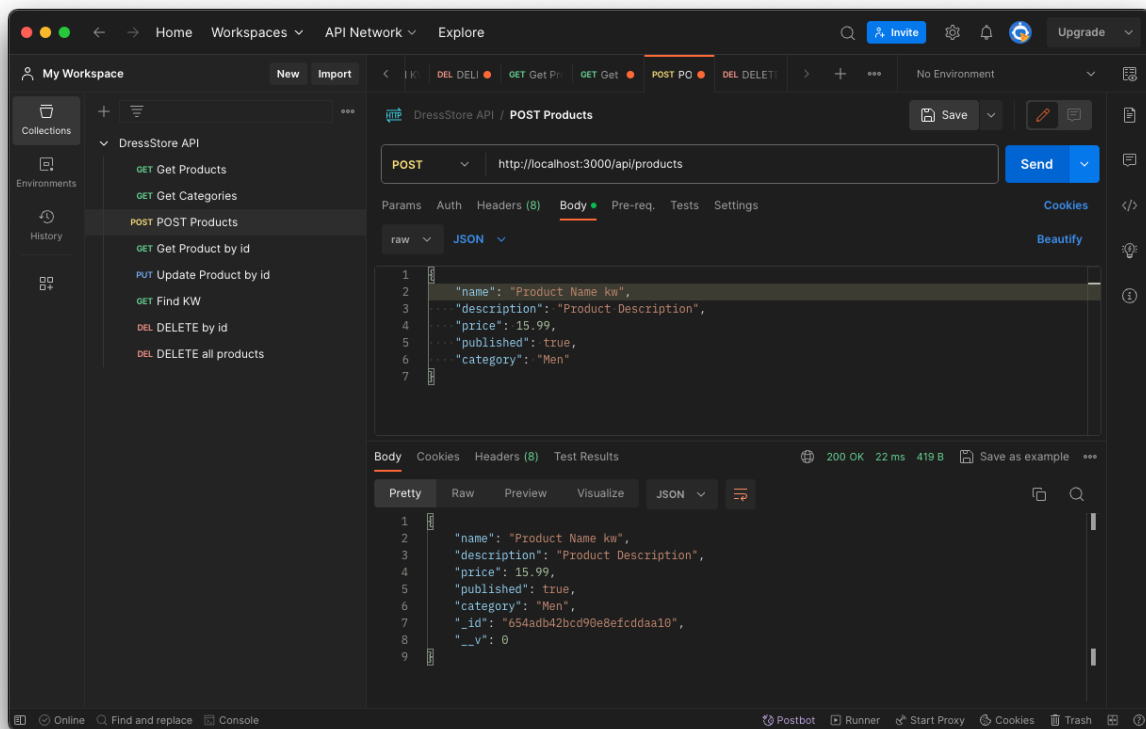 Home Workspaces API Network Explore Invite Upgrade
My Workspace New Import DEL DELI GET Get Pr GET Get POST PO DEL DELET No Environment
Collections
Environments
History
DressStore API
GET Get Products
GET Get Categories
POST POST Products
GET Get Product by id
PUT Update Product by id
GET Find KW
DEL DELETE by id
DEL DELETE all products
HTTP DressStore API / POST Products Save
POST http://localhost:3000/api/products Send
Params Auth Headers (8) Body Pre-req. Tests Settings Cookies
raw JSON Beautify
1 {
2 "name": "Product Name kw",
3 "description": "Product Description",
4 "price": 15.99,
5 "published": true,
6 "category": "Men"
7 }
Body Cookies Headers (8) Test Results 200 OK 22 ms 419 B Save as example
Pretty Raw Preview Visualize JSON
1 {
2 "name": "Product Name kw",
3 "description": "Product Description",
4 "price": 15.99,
5 "published": true,
6 "category": "Men",
7 "_id": "654adb42bcd90e8efcddaa10",
8 "__v": 0
9 }
Online Find and replace Console Postbot Runner Start Proxy Cookies Trash